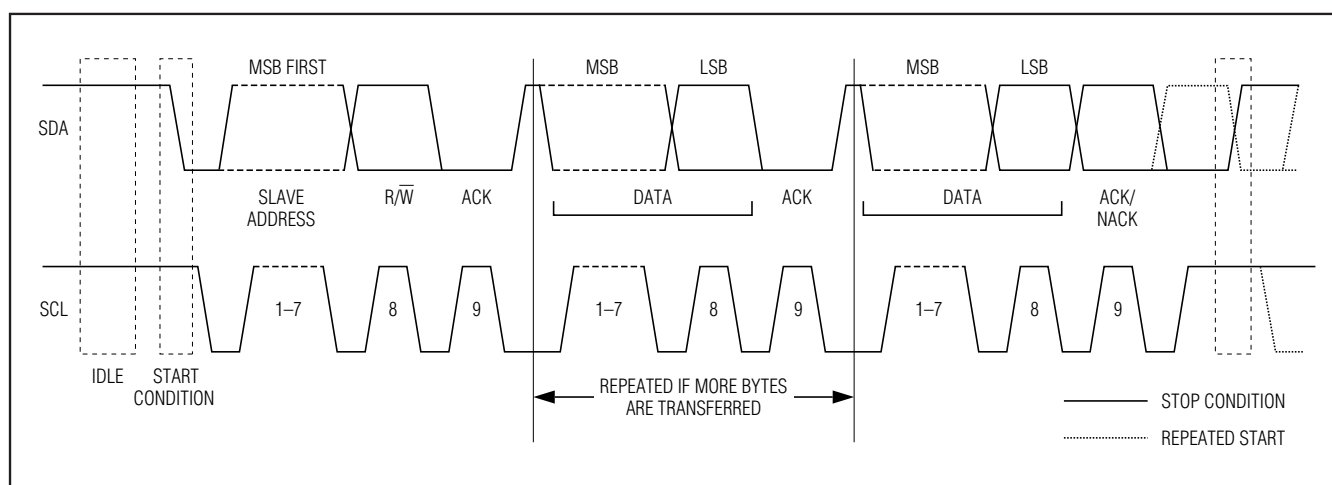 MSB FIRST
MSB
LSB
MSB
LSB
SDA
SLAVE
ADDRESS
R/W̅
ACK
DATA
ACK
DATA
ACK/
NACK
SCL
1–7
8
9
1–7
8
9
1–7
8
9
IDLE
START
CONDITION
REPEATED IF MORE BYTES
ARE TRANSFERRED
STOP CONDITION
REPEATED START